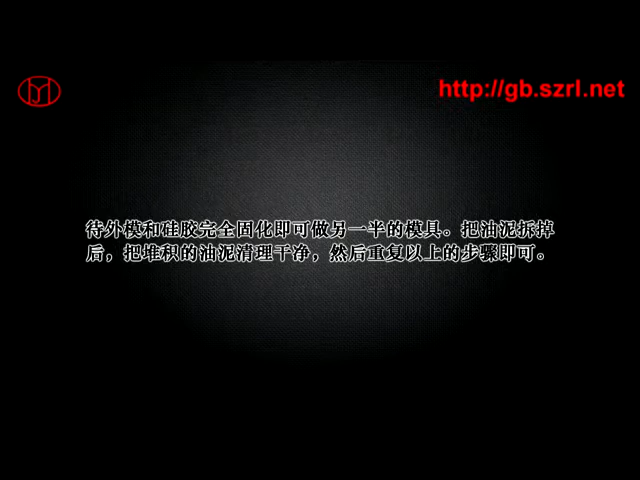 http://gb.szrl.net
待外模和硅胶完全固化即可做另一半的模具。把油泥拆掉
后，把堆积的油泥清理干净，然后重复以上的步骤即可。